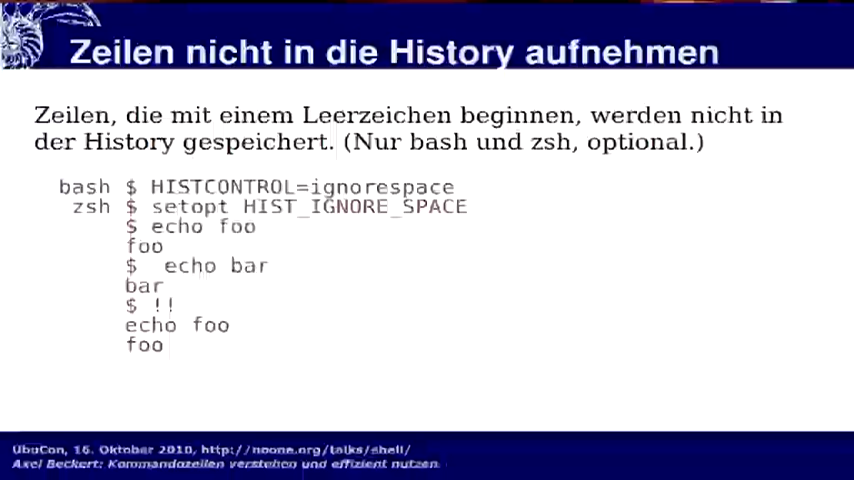 Zeilen nicht in die History aufnehmen
Zeilen, die mit einem Leerzeichen beginnen, werden nicht in
der History gespeichert. (Nur bash und zsh, optional.)
bash $ HISTCONTROL=ignorespace
zsh $ setopt HIST_IGNORE_SPACE
$ echo foo
foo
$  echo bar
bar
$ !!
echo foo
foo
UbuCon, 16. Oktober 2010, http://noone.org/talks/shell/
Axel Beckert: Kommandozeilen verstehen und effizient nutzen